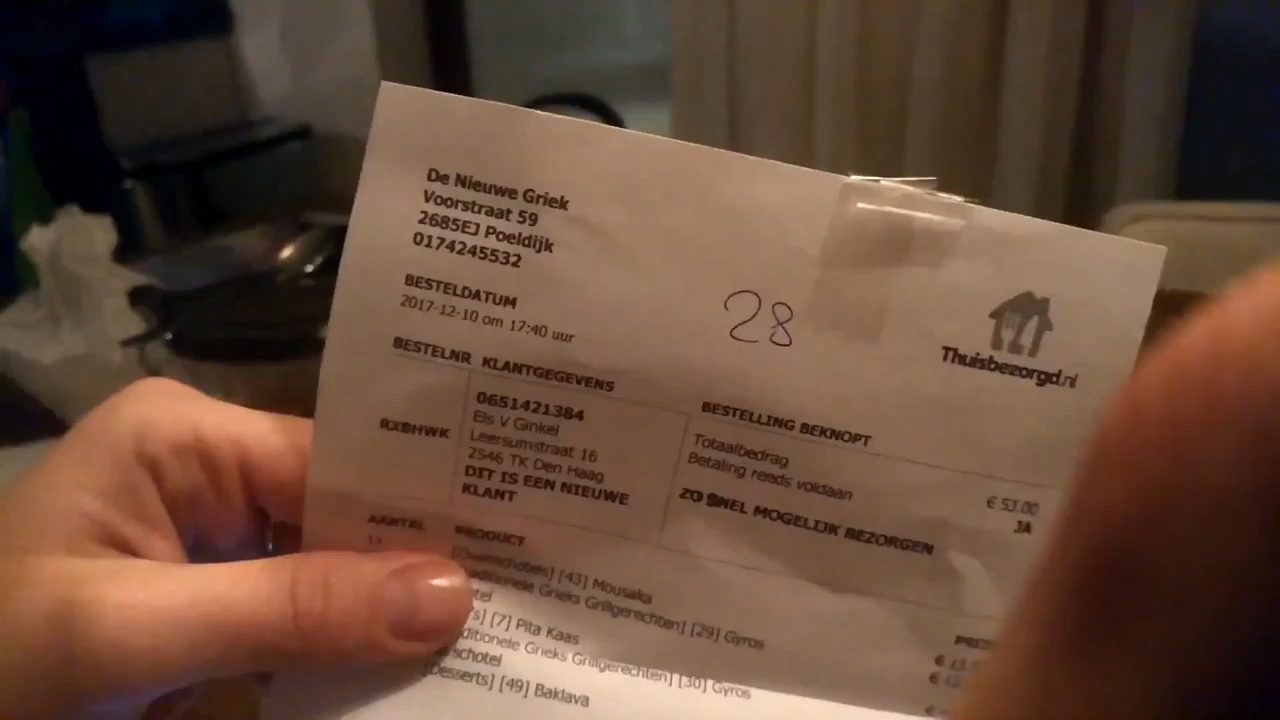 De Nieuwe Griek
Voorstraat 59
2685EJ Poeldijk
0174245532
BESTELDATUM
2017-12-10 om 17:40 uur
28
Thuisbezorgd.nl
BESTELNR KLANTGEGEVENS
RXBHWK
0651421384
Els V Ginkel
Leersumstraat 16
2546 TK Den Haag
DIT IS EEN NIEUWE
KLANT
BESTELLING BEKNOPT
Totaalbedrag € 53.00
Betaling reeds voldaan JA
ZO SNEL MOGELIJK BEZORGEN
AANTAL PRODUCT
[43] Mousaka
Grieks Grillgerechten] [29] Gyros
[7] Pita Kaas
Grieks Grillgerechten] [30] Gyros
schotel
[Desserts] [49] Baklava